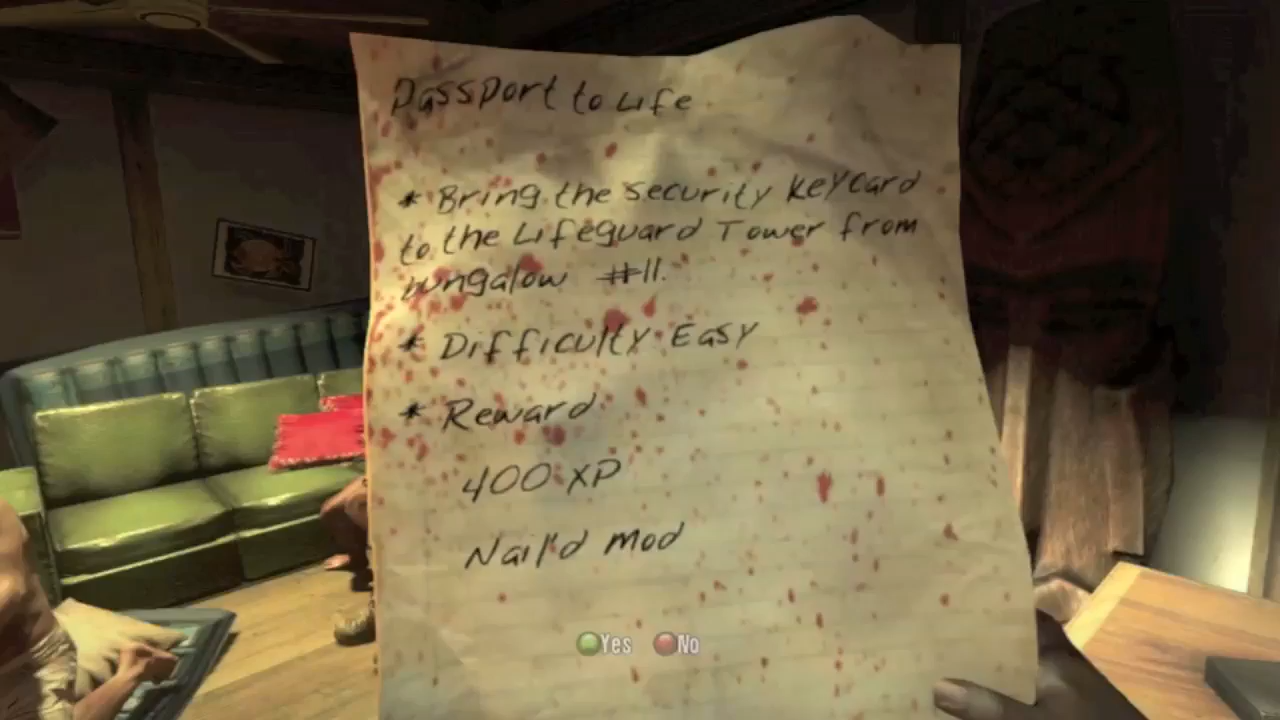 Passport to Life
* Bring the security Keycard
to the Lifeguard Tower from
bungalow #11.
* Difficulty Easy
* Reward
400 XP
Nail'd Mod
Yes No